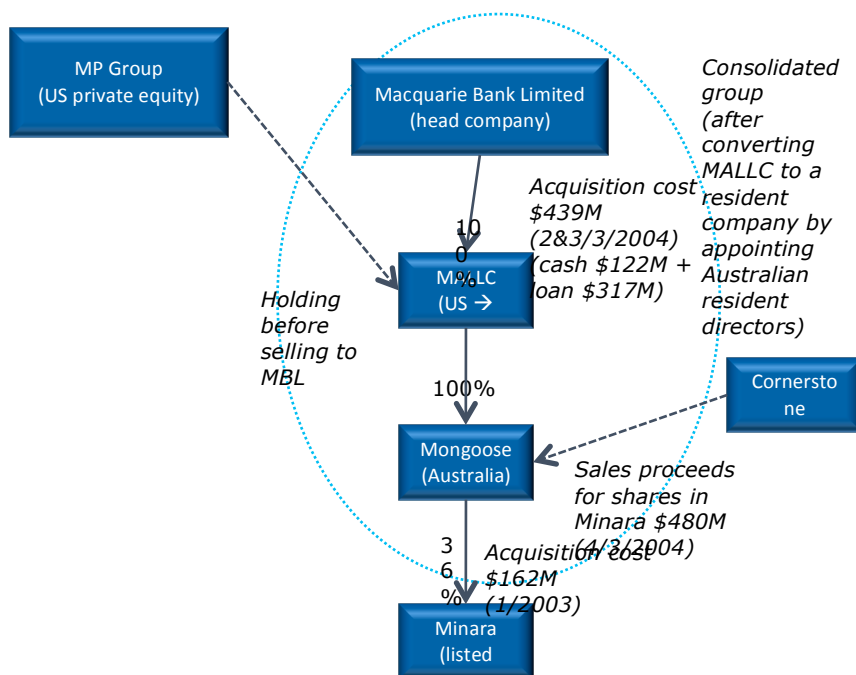 MP Group
(US private equity)
Macquarie Bank Limited
(head company)
Consolidated
group
(after
converting
MALLC to a
resident
company by
appointing
Australian
resident
directors)
Acquisition cost
$439M
(2&3/3/2004)
(cash $122M +
loan $317M)
10
0
%
MALLC
(US →
Holding
before
selling to
MBL
100%
Cornersto
ne
Mongoose
(Australia)
Sales proceeds
for shares in
Minara $480M
(4/3/2004)
3
6
%
Acquisition cost
$162M
(1/2003)
Minara
(listed